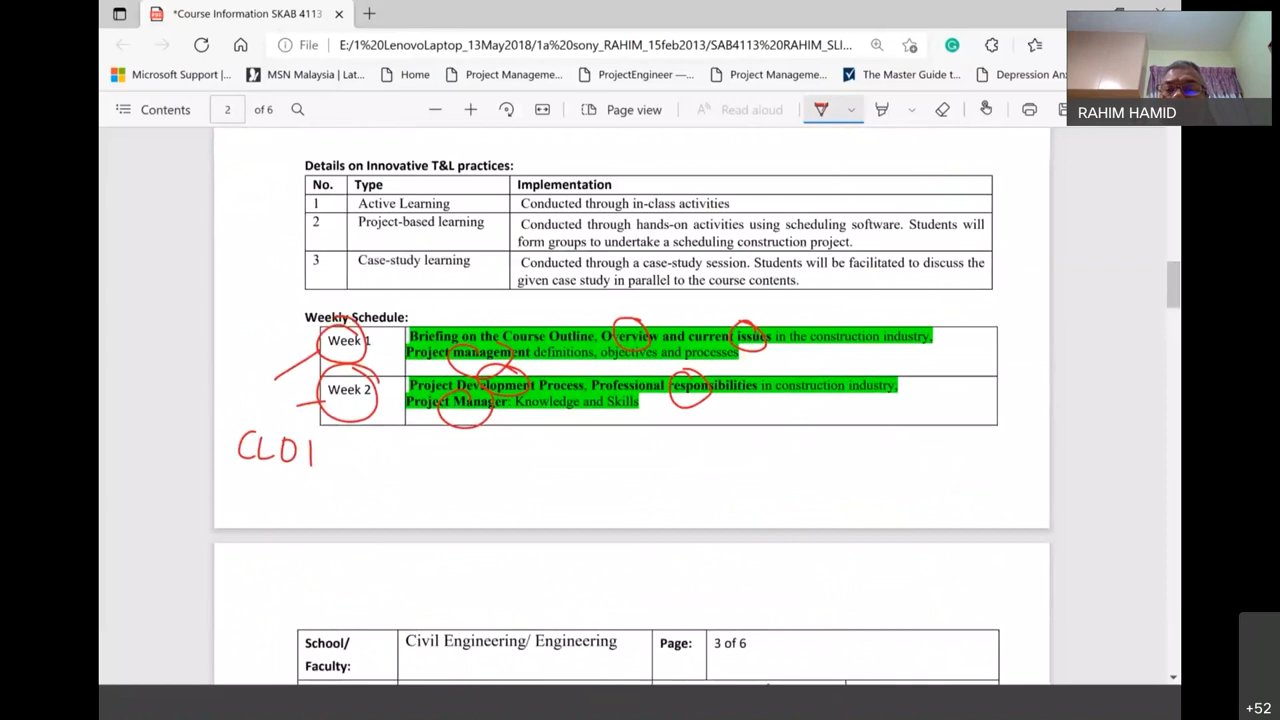 *Course Information SKAB 4113
File E:/1%20LenovoLaptop_13May2018/1a%20sony_RAHIM_15feb2013/SAB4113%20RAHIM_SLI...
Microsoft Support |... MSN Malaysia | Lat... Home Project Manageme... ProjectEngineer —... Project Manageme... The Master Guide t... Depression An
Contents 2 of 6 Page view Read aloud
RAHIM HAMID
Details on Innovative T&L practices:
No. Type Implementation
1 Active Learning Conducted through in-class activities
2 Project-based learning Conducted through hands-on activities using scheduling software. Students will
form groups to undertake a scheduling construction project.
3 Case-study learning Conducted through a case-study session. Students will be facilitated to discuss the
given case study in parallel to the course contents.
Weekly Schedule:
Week 1 Briefing on the Course Outline, Overview and current issues in the construction industry,
Project management definitions, objectives and processes
Week 2 Project Development Process, Professional responsibilities in construction industry,
Project Manager: Knowledge and Skills
CLO1
School/ Civil Engineering/ Engineering Page: 3 of 6
Faculty:
+52